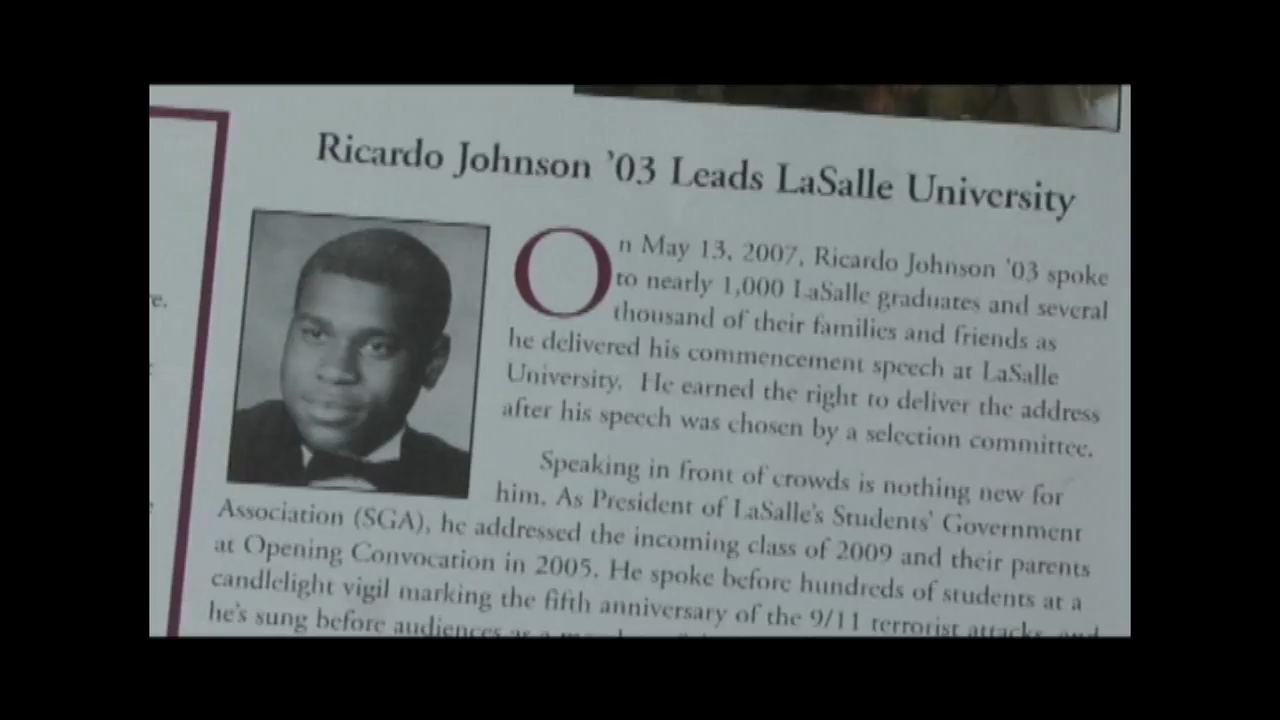 Ricardo Johnson ’03 Leads LaSalle University
On May 13, 2007, Ricardo Johnson ’03 spoke
to nearly 1,000 LaSalle graduates and several
thousand of their families and friends as
he delivered his commencement speech at LaSalle
University. He earned the right to deliver the address
after his speech was chosen by a selection committee.
Speaking in front of crowds is nothing new for
him. As President of LaSalle’s Students’ Government
Association (SGA), he addressed the incoming class of 2009 and their parents
at Opening Convocation in 2005. He spoke before hundreds of students at a
candlelight vigil marking the fifth anniversary of the 9/11 terrorist attacks, and
he’s sung before audiences as a